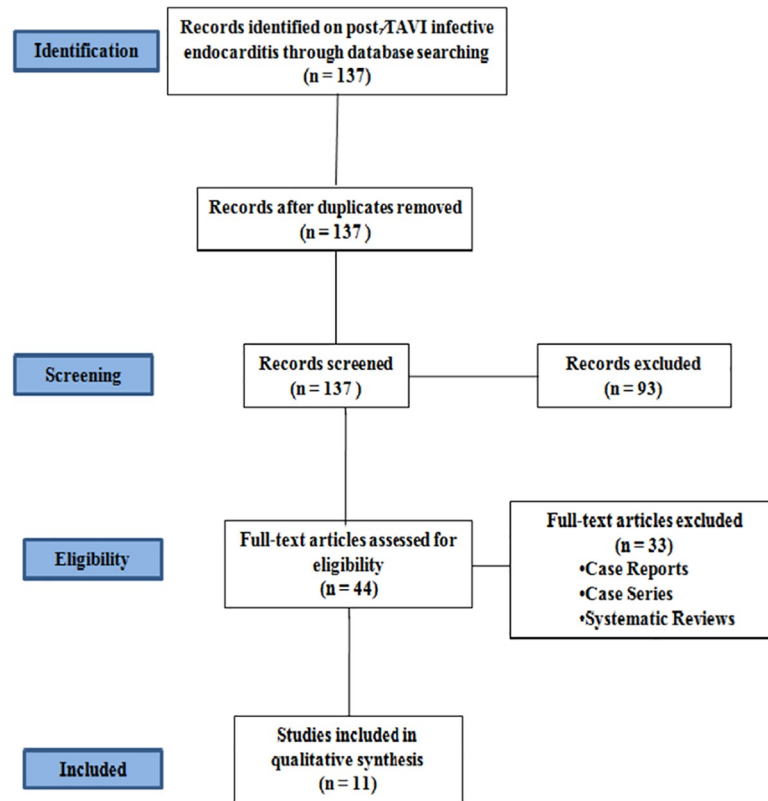 Identification
Records identified on post-TAVI infective
endocarditis through database searching
(n = 137)
Records after duplicates removed
(n = 137 )
Screening
Records screened
(n = 137 )
Records excluded
(n = 93)
Eligibility
Full-text articles assessed for
eligibility
(n = 44)
Full-text articles excluded
(n = 33)
•Case Reports
•Case Series
•Systematic Reviews
Included
Studies included in
qualitative synthesis
(n = 11)